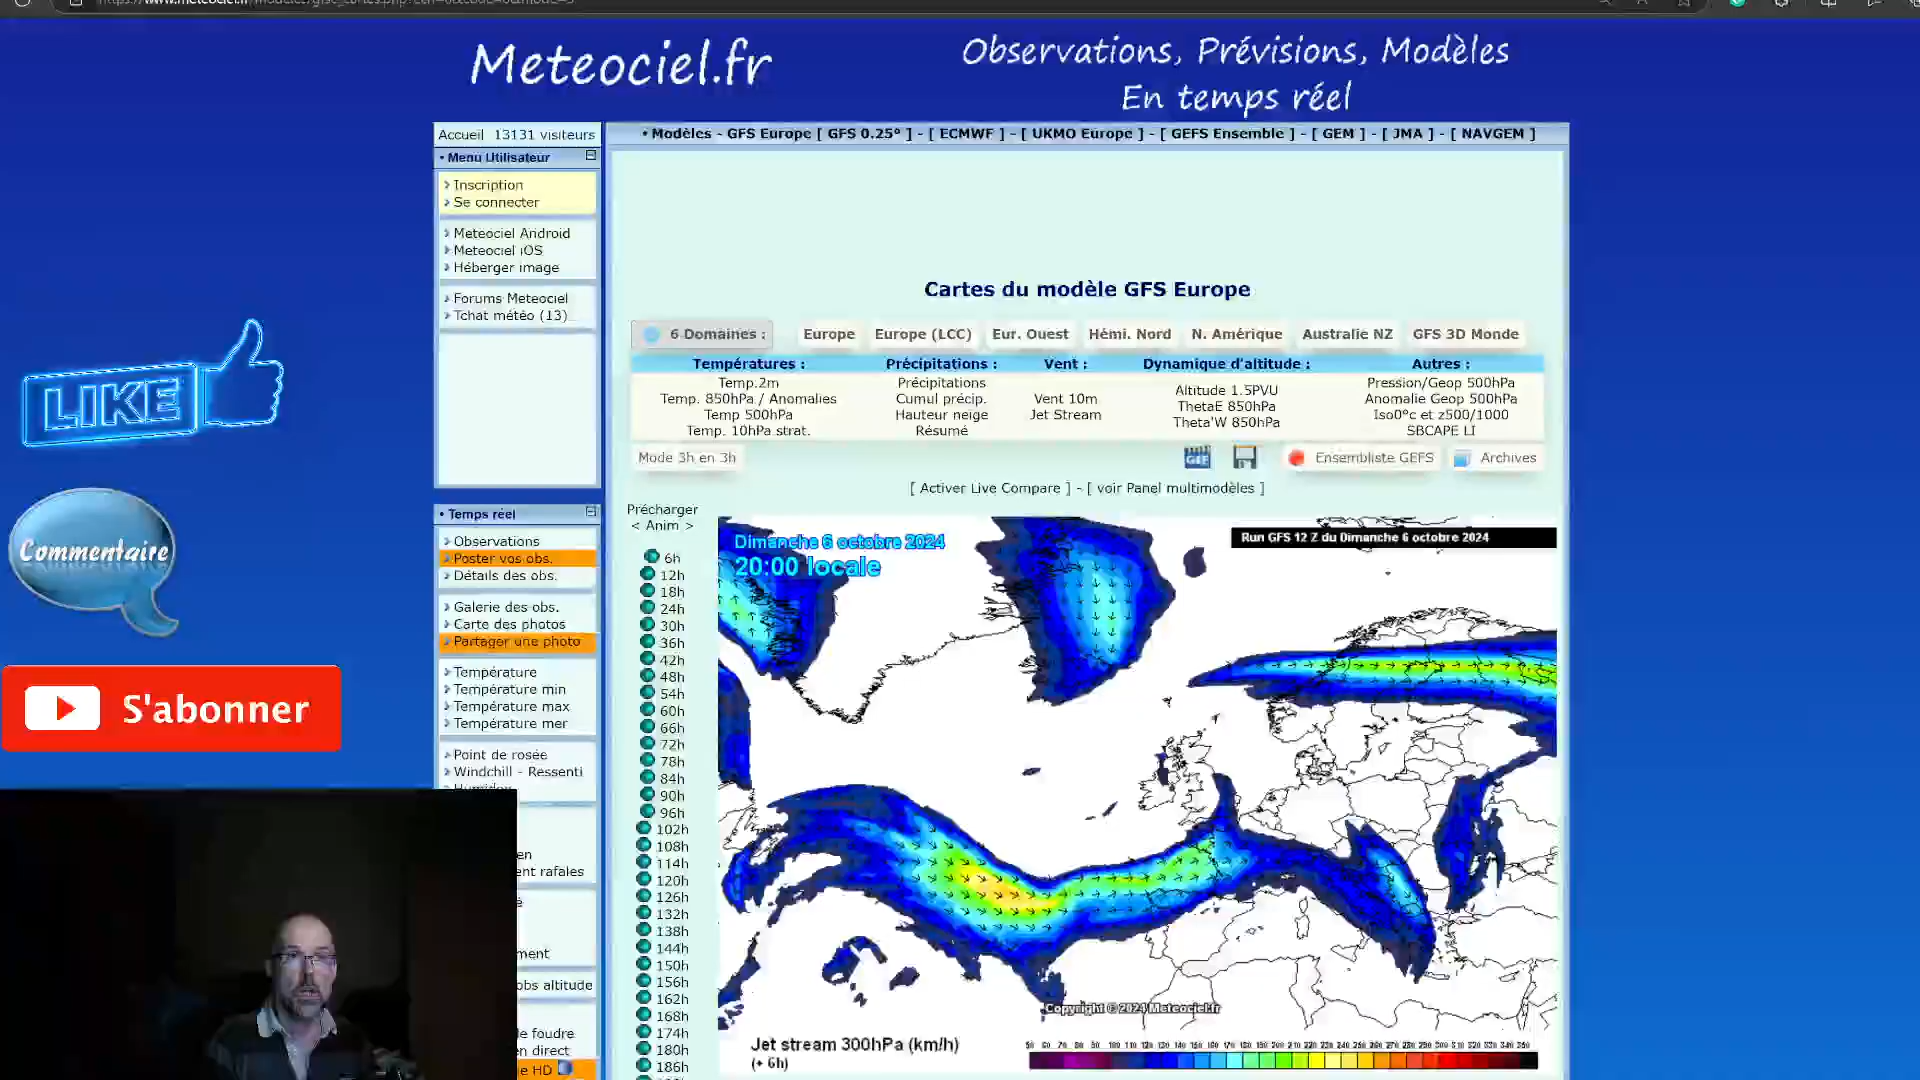 Meteociel.fr
Observations, Prévisions, Modèles
En temps réel
Accueil 13131 visiteurs
• Modèles - GFS Europe [ GFS 0.25° ] - [ ECMWF ] - [ UKMO Europe ] - [ GEFS Ensemble ] - [ GEM ] - [ JMA ] - [ NAVGEM ]
• Menu Utilisateur
Inscription
Se connecter
Meteociel Android
Meteociel iOS
Héberger image
Forums Meteociel
Tchat météo (13)
Cartes du modèle GFS Europe
6 Domaines : Europe Europe (LCC) Eur. Ouest Hémi. Nord N. Amérique Australie NZ GFS 3D Monde
Températures : Précipitations : Vent : Dynamique d'altitude : Autres :
Temp.2m
Temp. 850hPa / Anomalies
Temp 500hPa
Temp. 10hPa strat.
Précipitations
Cumul précip.
Hauteur neige
Résumé
Vent 10m
Jet Stream
Altitude 1.5PVU
ThetaE 850hPa
Theta'W 850hPa
Pression/Geop 500hPa
Anomalie Geop 500hPa
Iso0°c et z500/1000
SBCAPE LI
Mode 3h en 3h
Ensembliste GEFS
Archives
[ Activer Live Compare ] - [ voir Panel multimodèles ]
LIKE
Commentaire
S'abonner
• Temps réel
Observations
Poster vos obs.
Détails des obs.
Galerie des obs.
Carte des photos
Partager une photo
Température
Température min
Température max
Température mer
Point de rosée
Windchill - Ressenti
en
ent rafales
é
ment
obs altitude
le foudre
en direct
e HD
Précharger
< Anim >
6h
12h
18h
24h
30h
36h
42h
48h
54h
60h
66h
72h
78h
84h
90h
96h
102h
108h
114h
120h
126h
132h
138h
144h
150h
156h
162h
168h
174h
180h
186h
Dimanche 6 octobre 2024
20:00 locale
Run GFS 12 Z du Dimanche 6 octobre 2024
Copyright © 2024 Meteociel.fr
Jet stream 300hPa (km/h)
(+ 6h)